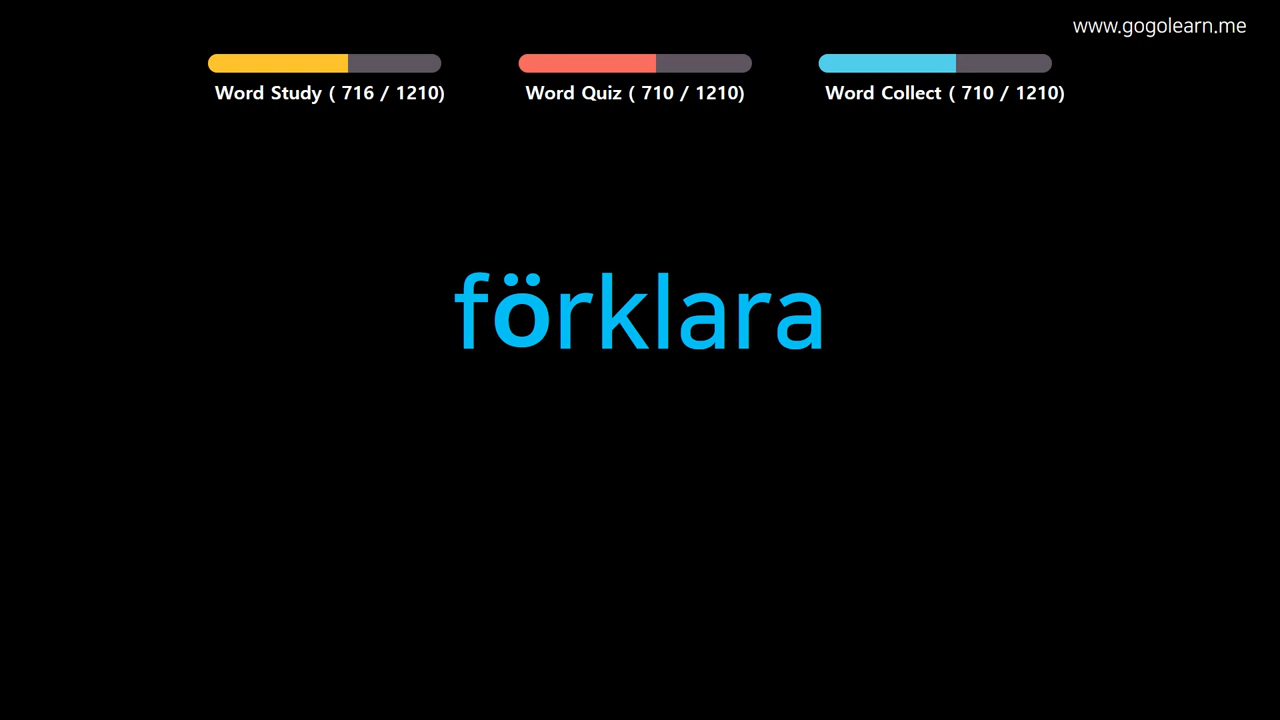 www.gogolearn.me
Word Study ( 716 / 1210)
Word Quiz ( 710 / 1210)
Word Collect ( 710 / 1210)
förklara